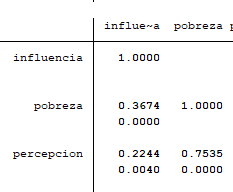 influe~a pobreza p
influencia 1.0000
pobreza 0.3674 1.0000
0.0000
percepcion 0.2244 0.7535
0.0040 0.0000